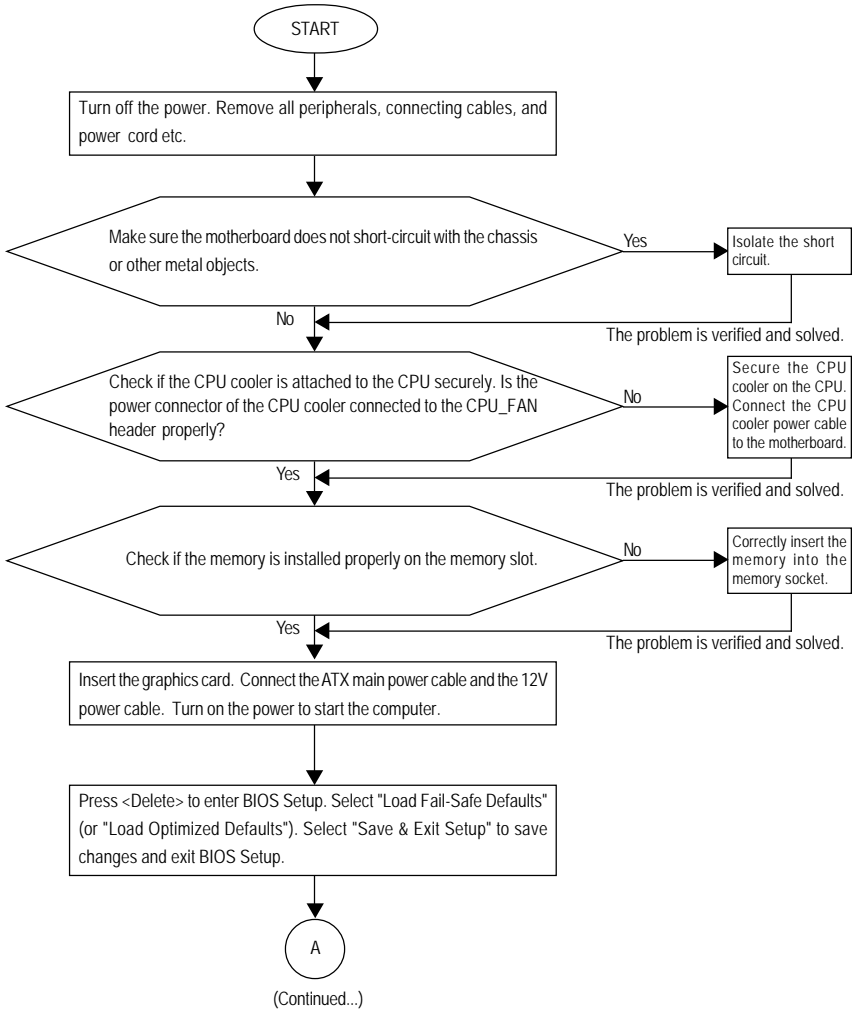 START
Turn off the power. Remove all peripherals, connecting cables, and
power cord etc.
Make sure the motherboard does not short-circuit with the chassis
or other metal objects.
Yes
Isolate the short
circuit.
No
The problem is verified and solved.
Check if the CPU cooler is attached to the CPU securely. Is the
power connector of the CPU cooler connected to the CPU_FAN
header properly?
No
Secure the CPU
cooler on the CPU.
Connect the CPU
cooler power cable
to the motherboard.
Yes
The problem is verified and solved.
Check if the memory is installed properly on the memory slot.
No
Correctly insert the
memory into the
memory socket.
Yes
The problem is verified and solved.
Insert the graphics card. Connect the ATX main power cable and the 12V
power cable. Turn on the power to start the computer.
Press <Delete> to enter BIOS Setup. Select "Load Fail-Safe Defaults"
(or "Load Optimized Defaults"). Select "Save & Exit Setup" to save
changes and exit BIOS Setup.
A
(Continued...)